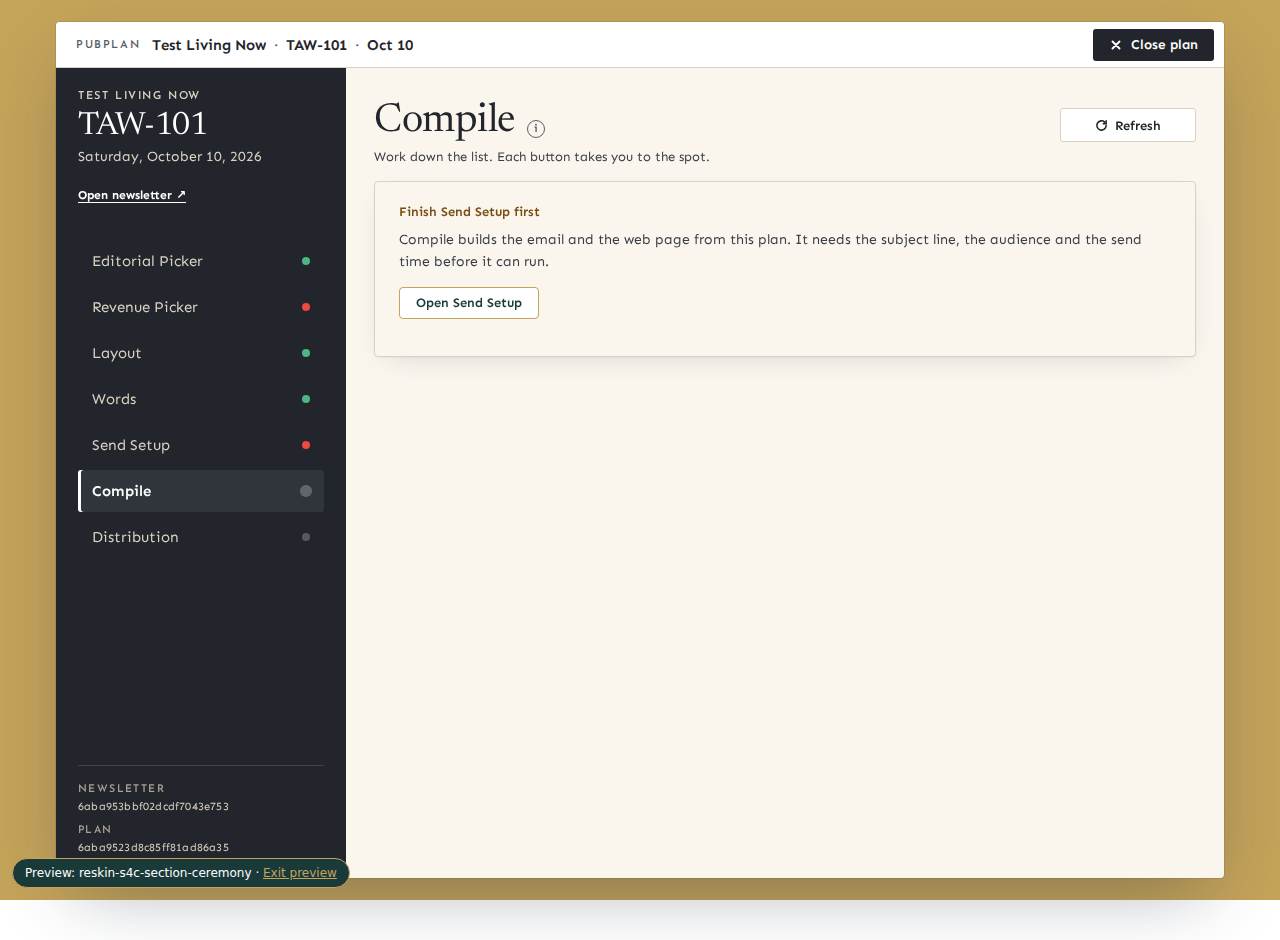 PUBPLAN Test Living Now · TAW-101 · Oct 10
✕ Close plan
TEST LIVING NOW
TAW-101
Saturday, October 10, 2026
Open newsletter ↗
Editorial Picker
Revenue Picker
Layout
Words
Send Setup
Compile
Distribution
NEWSLETTER
6aba953bbf02dcdf7043e753
PLAN
6aba9523d8c85ff81ad86a35
Preview: reskin-s4c-section-ceremony · Exit preview
Compile i
Refresh
Work down the list. Each button takes you to the spot.
Finish Send Setup first
Compile builds the email and the web page from this plan. It needs the subject line, the audience and the send
time before it can run.
Open Send Setup